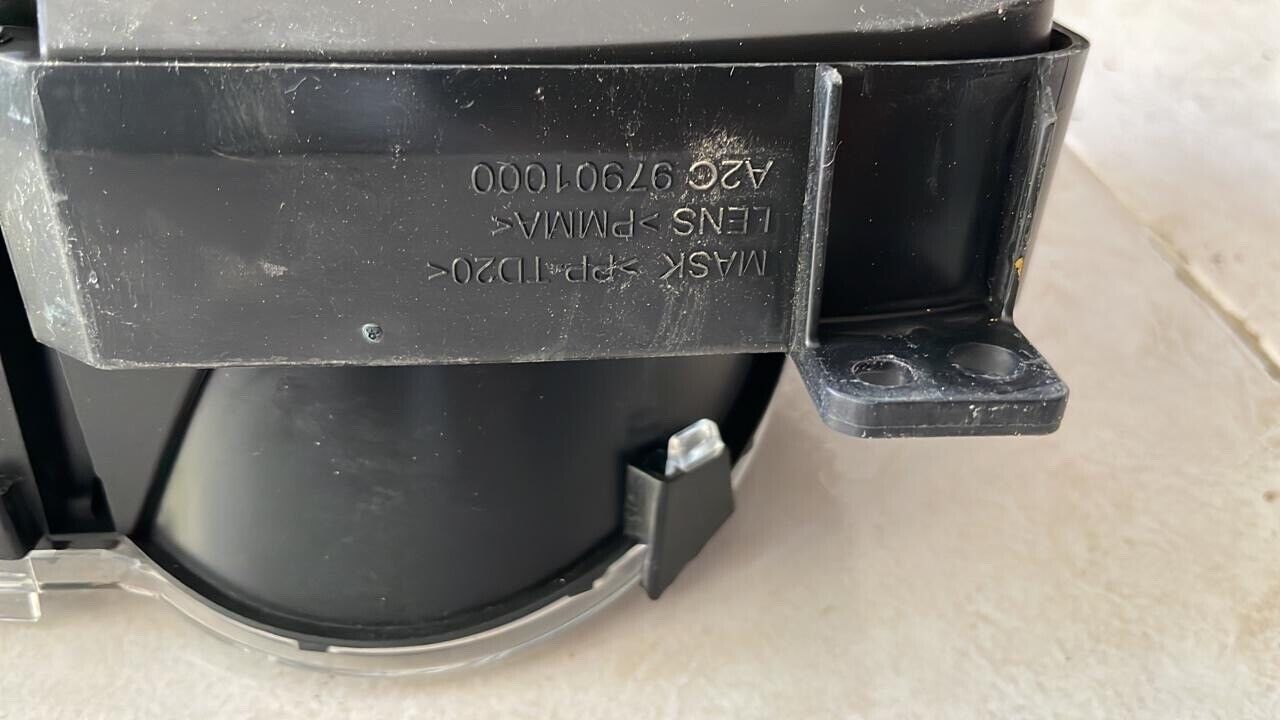 MASK >PP TD20<
LENS >PMMA<
A2C 97901000